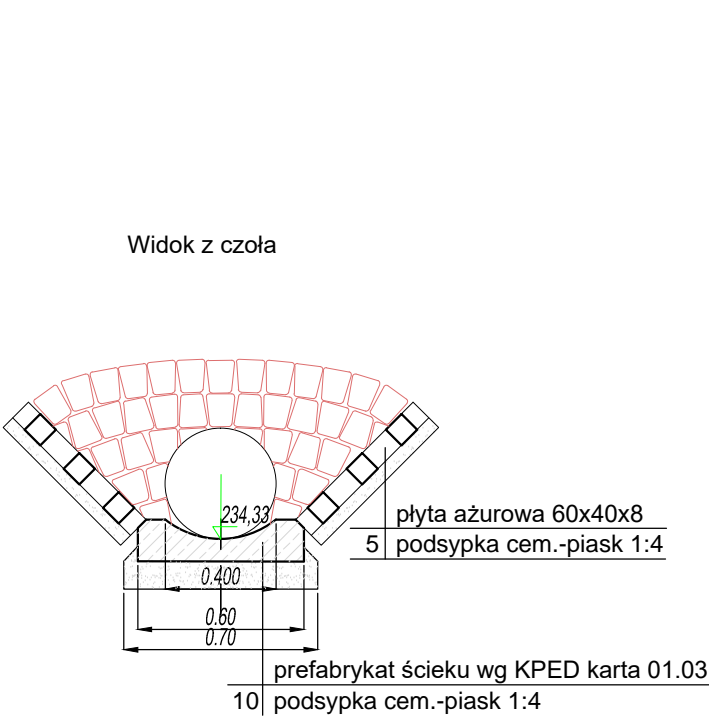 Widok z czoła
234,33
płyta ażurowa 60x40x8
5 podsypka cem.-piask 1:4
0.400
0.60
0.70
prefabrykat ścieku wg KPED karta 01.03
10 podsypka cem.-piask 1:4